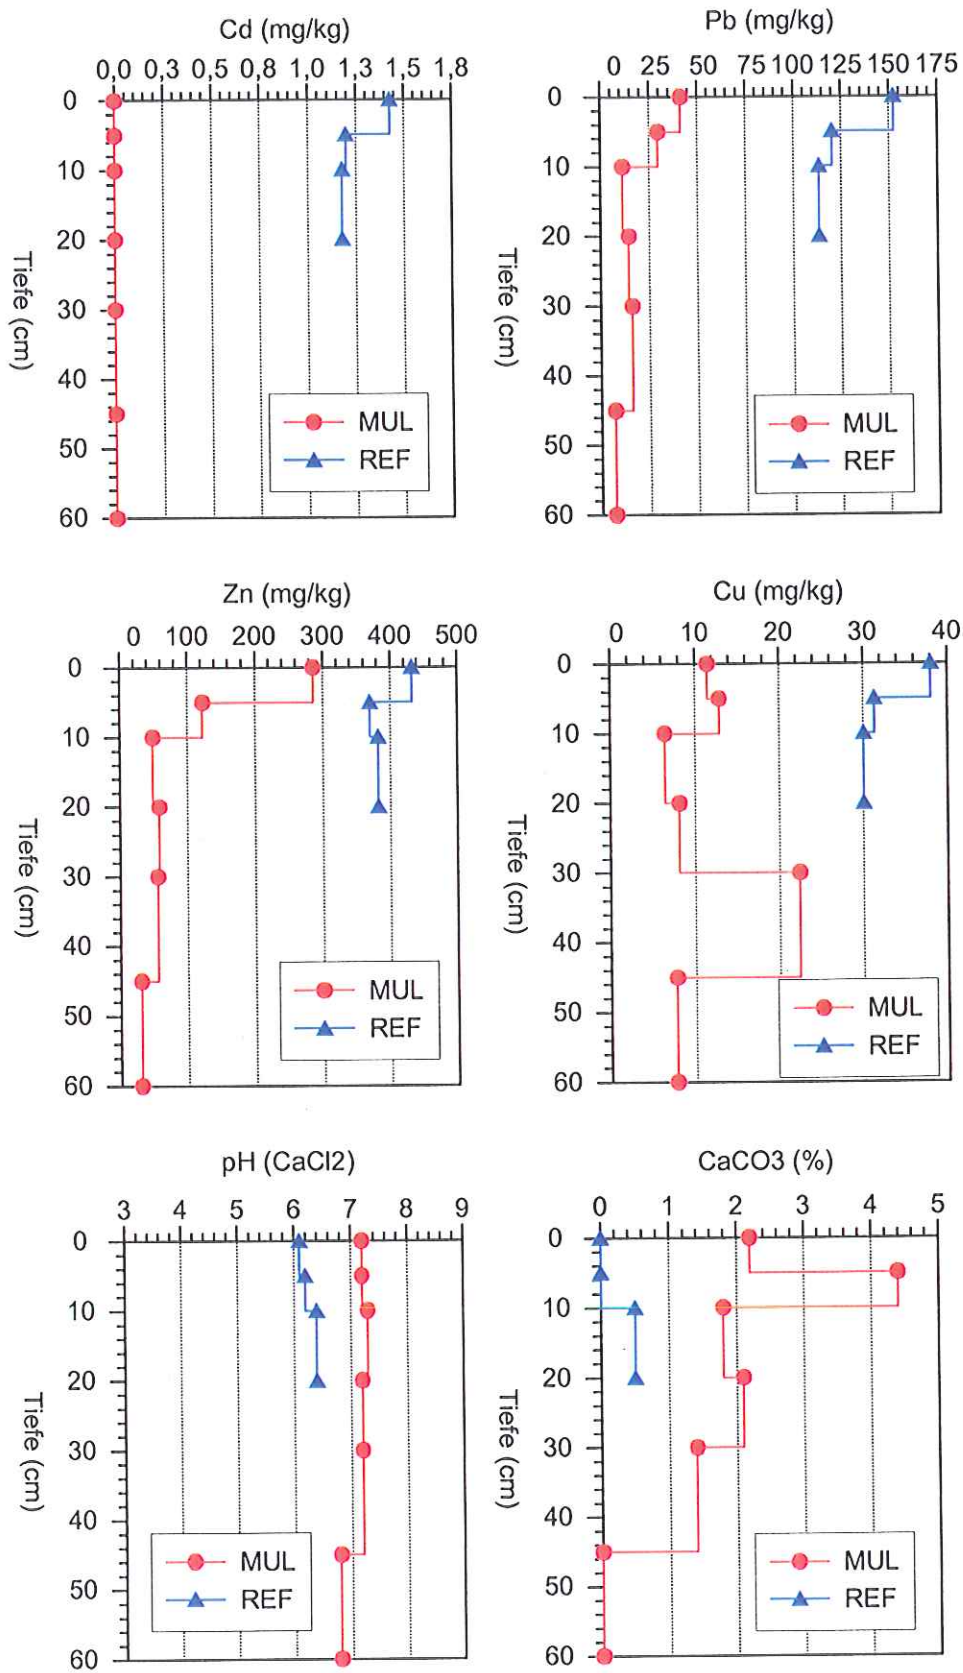 Cd (mg/kg)
0,0 0,3 0,5 0,8 1,0 1,3 1,5 1,8
0
10
20
30
40
50
60
Tiefe (cm)
MUL
REF
Pb (mg/kg)
0 25 50 75 100 125 150 175
0
10
20
30
40
50
60
Tiefe (cm)
MUL
REF
Zn (mg/kg)
0 100 200 300 400 500
0
10
20
30
40
50
60
Tiefe (cm)
MUL
REF
Cu (mg/kg)
0 10 20 30 40
0
10
20
30
40
50
60
Tiefe (cm)
MUL
REF
pH (CaCl2)
3 4 5 6 7 8 9
0
10
20
30
40
50
60
Tiefe (cm)
MUL
REF
CaCO3 (%)
0 1 2 3 4 5
0
10
20
30
40
50
60
Tiefe (cm)
MUL
REF